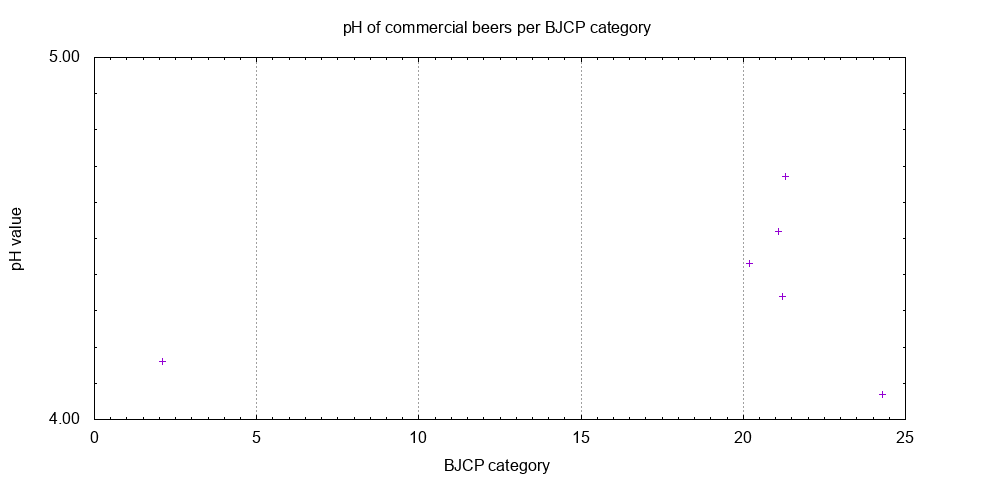 pH of commercial beers per BJCP category
5.00
pH value
4.00
0 5 10 15 20 25
BJCP category